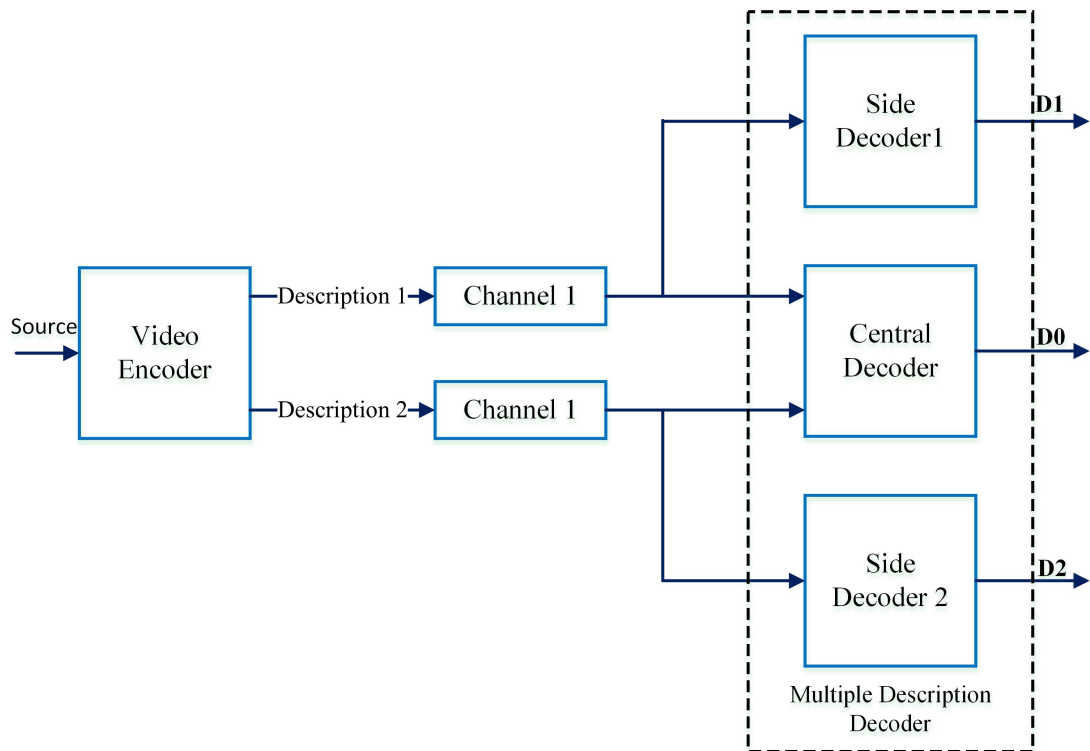 Side
Decoder1
D1
Source
Video
Encoder
Description 1
Channel 1
Description 2
Channel 1
Central
Decoder
D0
Side
Decoder 2
D2
Multiple Description
Decoder